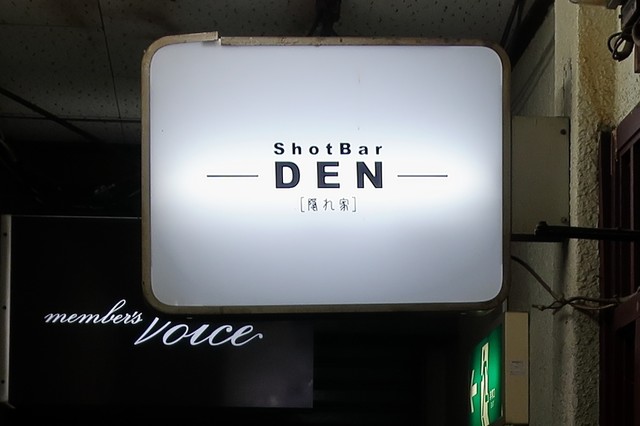 ShotBar
DEN
[隠れ家]
member's
voice